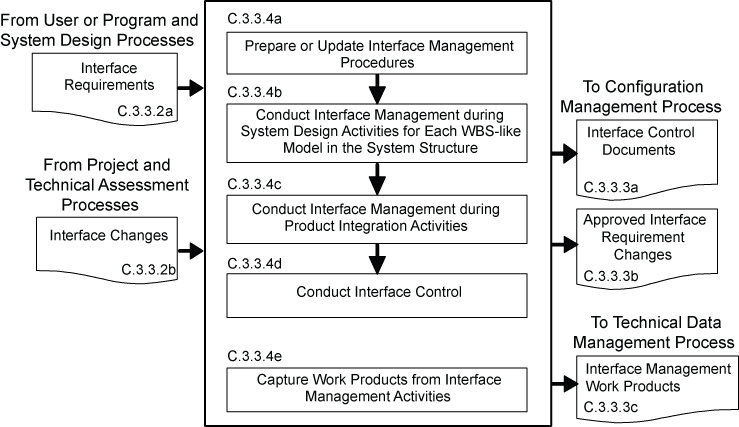 From User or Program and
System Design Processes
Interface
Requirements
C.3.3.2a
From Project and
Technical Assessment
Processes
Interface Changes
C.3.3.2b
C.3.3.4a
Prepare or Update Interface Management
Procedures
C.3.3.4b
Conduct Interface Management during
System Design Activities for Each WBS-like
Model in the System Structure
C.3.3.4c
Conduct Interface Management during
Product Integration Activities
C.3.3.4d
Conduct Interface Control
C.3.3.4e
Capture Work Products from Interface
Management Activities
To Configuration
Management Process
Interface Control
Documents
C.3.3.3a
Approved Interface
Requirement
Changes
C.3.3.3b
To Technical Data
Management Process
Interface Management
Work Products
C.3.3.3c